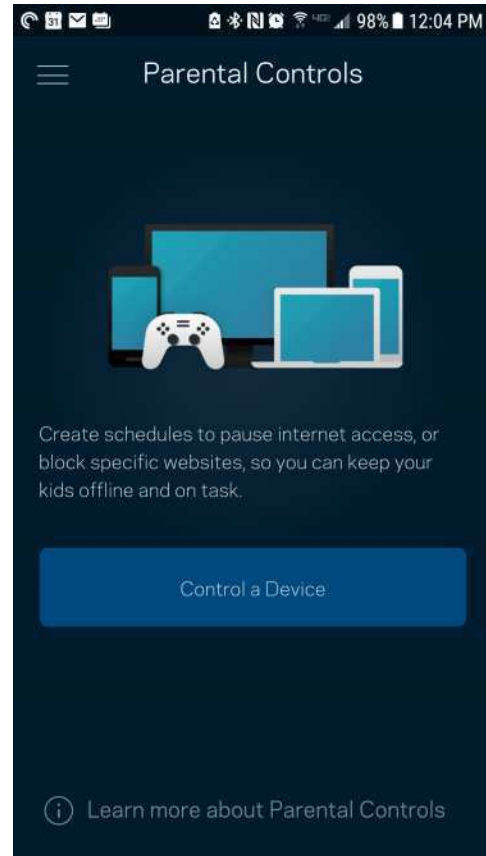 31 98% 12:04 PM
Parental Controls
Create schedules to pause internet access, or
block specific websites, so you can keep your
kids offline and on task.
Control a Device
Learn more about Parental Controls